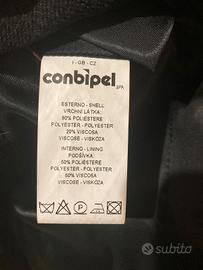 I - GB - CZ
conbipel SPA
ESTERNO - SHELL
VRCHNÍ LÁTKA:
80% POLIESTERE
POLYESTER - POLYESTER
20% VISCOSA
VISCOSE - VISKÓZA
INTERNO - LINING
PODŠÍVKA:
50% POLIESTERE
POLYESTER - POLYESTER
50% VISCOSA
VISCOSE - VISKÓZA
subito